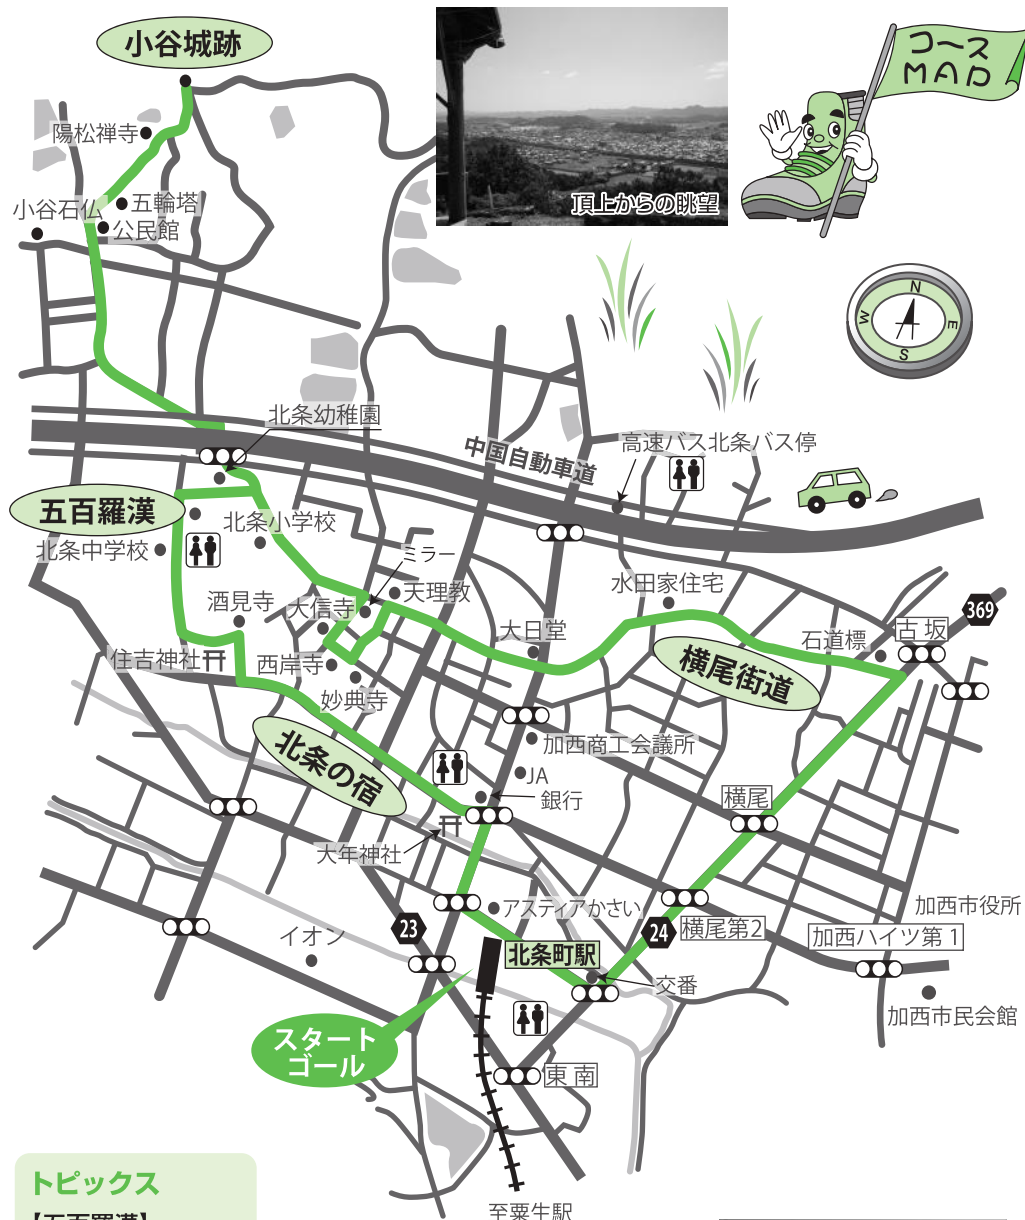 小谷城跡
コース
MAP
陽松禅寺
五輪塔
小谷石仏
公民館
頂上からの眺望
N
W
E
S
北条幼稚園
中国自動車道
高速バス北条バス停
五百羅漢
北条小学校
北条中学校
ミラー
天理教
水田家住宅
369
酒見寺
大信寺
大日堂
石道標
古坂
住吉神社
西岸寺
横尾街道
妙典寺
北条の宿
加西商工会議所
JA
銀行
横尾
大年神社
アスティアかさい
加西市役所
イオン
23
24
横尾第2
加西ハイツ第1
北条町駅
交番
加西市民会館
スタート
ゴール
東南
トピックス
【五百羅漢】
至粟生駅